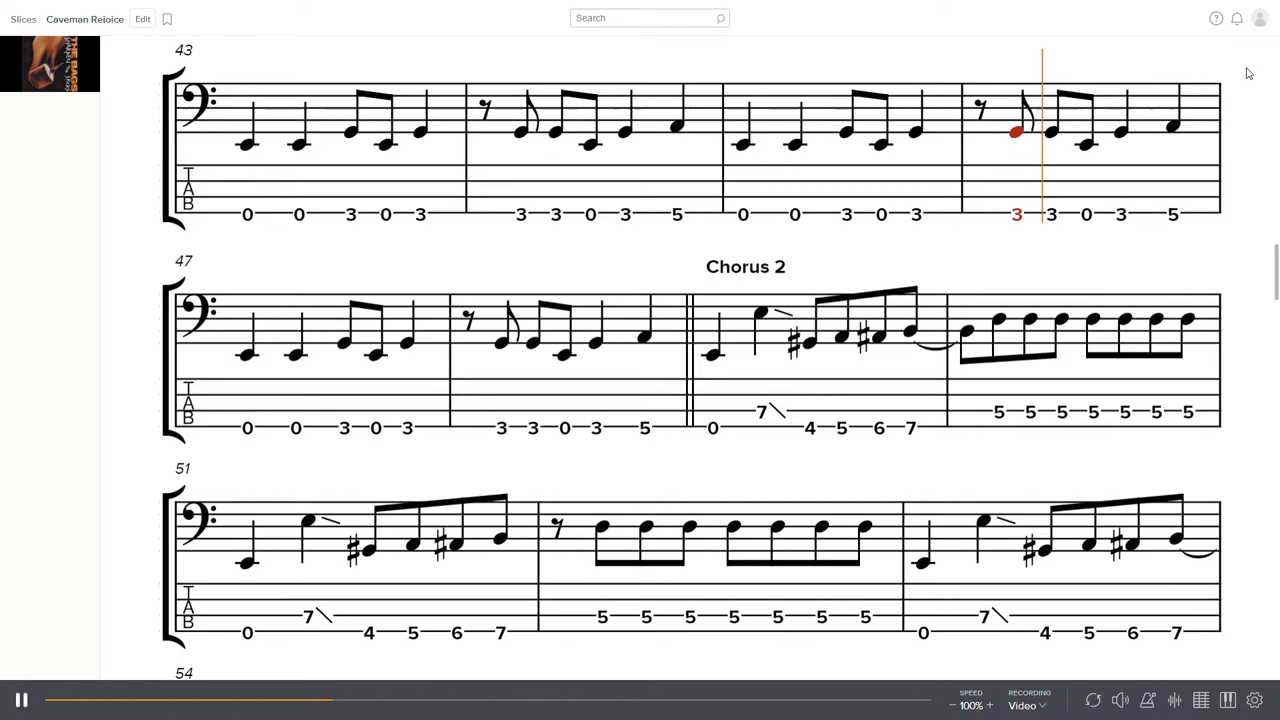 Slices Caveman Rejoice Edit Search
THE BAGS
43
0 0 3 0 3 3 3 0 3 5 0 0 3 0 3 3 3 0 3 5
T
A
B
47
Chorus 2
0 0 3 0 3 3 3 0 3 5 0 7 4 5 6 7 5 5 5 5 5 5 5
T
A
B
51
0 7 4 5 6 7 5 5 5 5 5 5 5 0 7 4 5 6 7
T
A
B
54
SPEED
− 100% +
RECORDING
Video